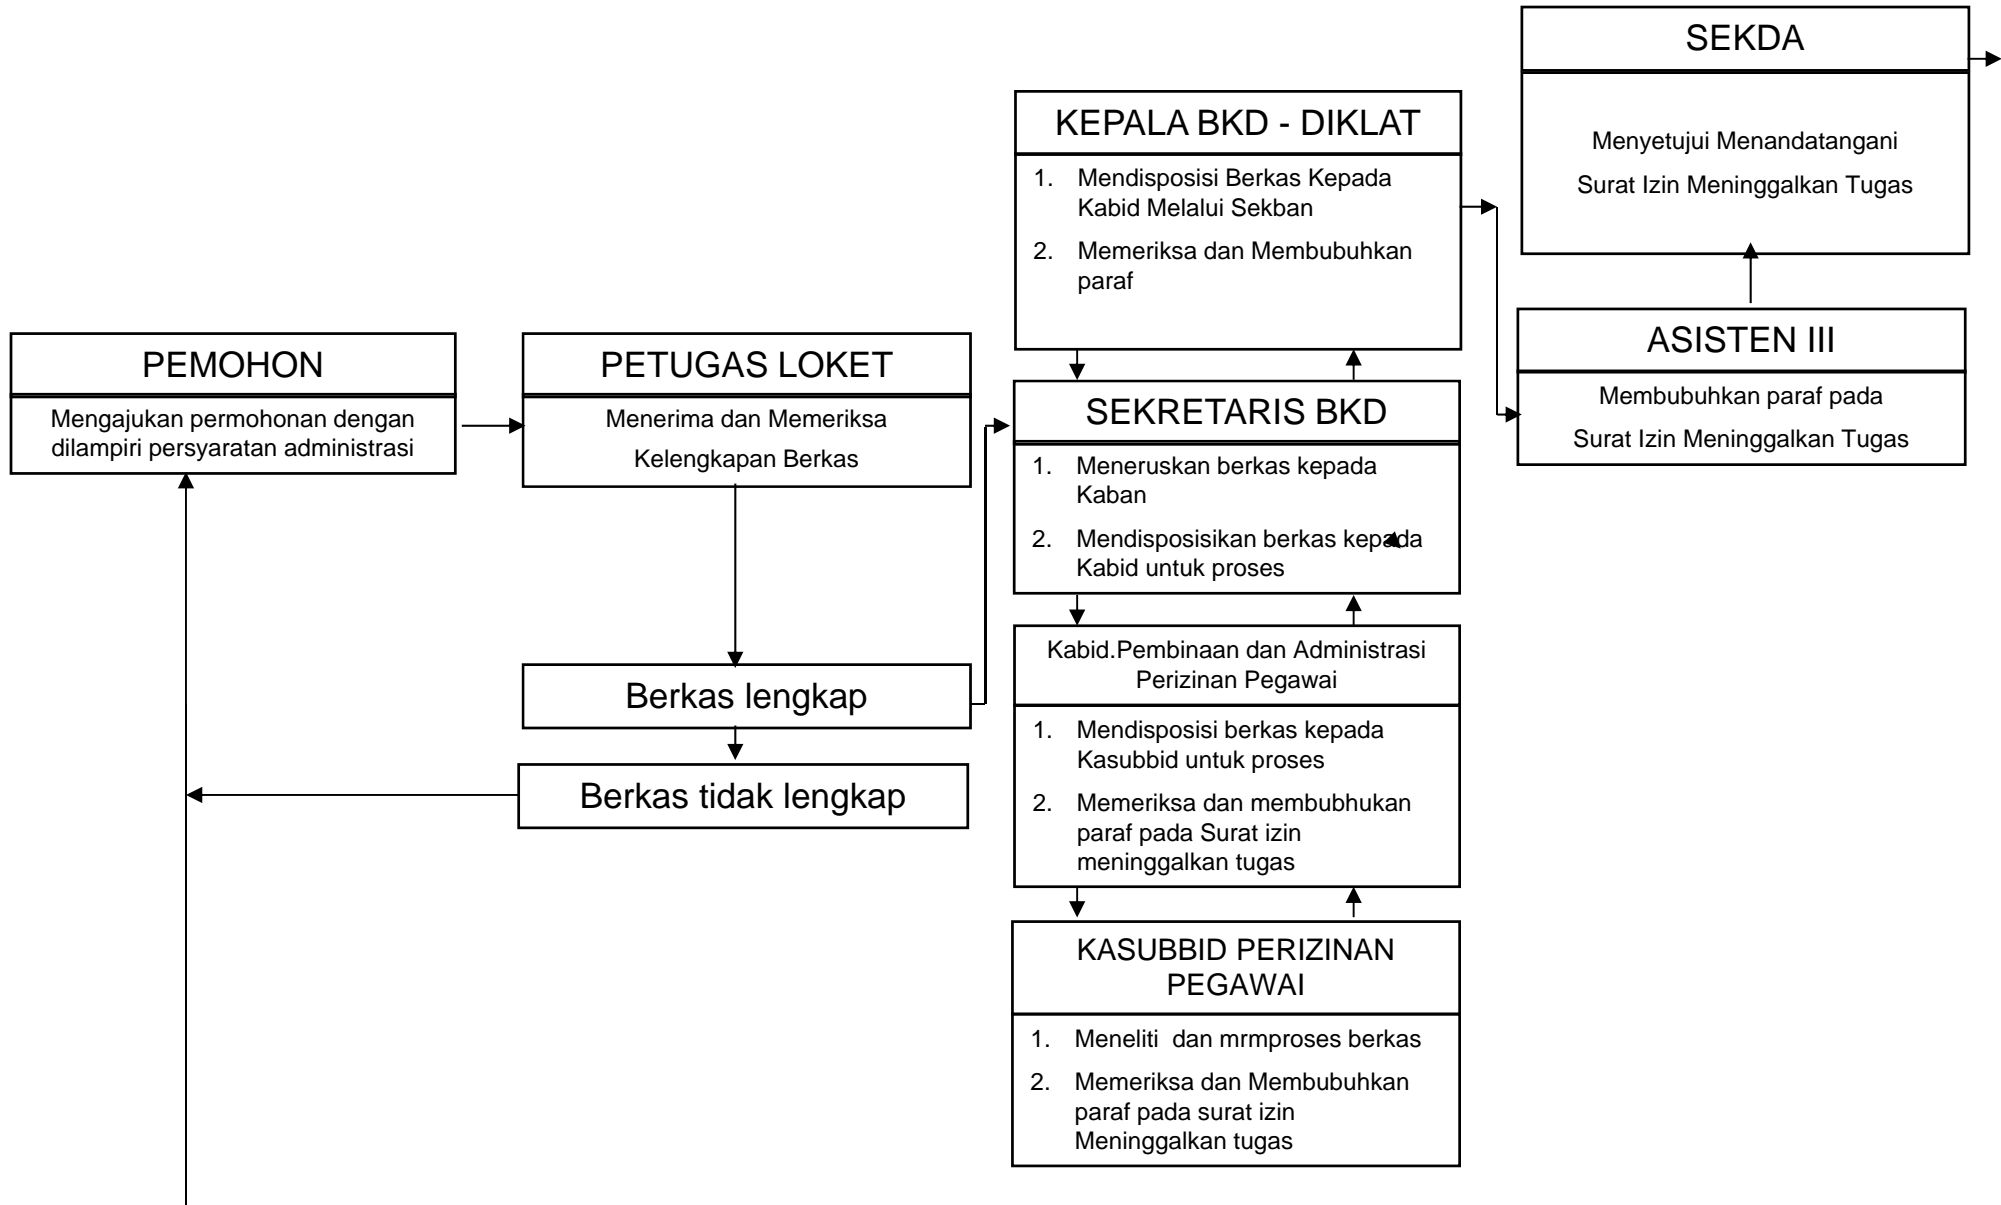 PEMOHON
Mengajukan permohonan dengan
dilampiri persyaratan administrasi
PETUGAS LOKET
Menerima dan Memeriksa
Kelengkapan Berkas
Berkas lengkap
Berkas tidak lengkap
KEPALA BKD - DIKLAT
1. Mendisposisi Berkas Kepada
Kabid Melalui Sekban
2. Memeriksa dan Membubuhkan
paraf
SEKRETARIS BKD
1. Meneruskan berkas kepada
Kaban
2. Mendisposisikan berkas kepada
Kabid untuk proses
Kabid.Pembinaan dan Administrasi
Perizinan Pegawai
1. Mendisposisi berkas kepada
Kasubbid untuk proses
2. Memeriksa dan membubhukan
paraf pada Surat izin
meninggalkan tugas
KASUBBID PERIZINAN
PEGAWAI
1. Meneliti  dan mrmproses berkas
2. Memeriksa dan Membubuhkan
paraf pada surat izin
Meninggalkan tugas
SEKDA
Menyetujui Menandatangani
Surat Izin Meninggalkan Tugas
ASISTEN III
Membubuhkan paraf pada
Surat Izin Meninggalkan Tugas